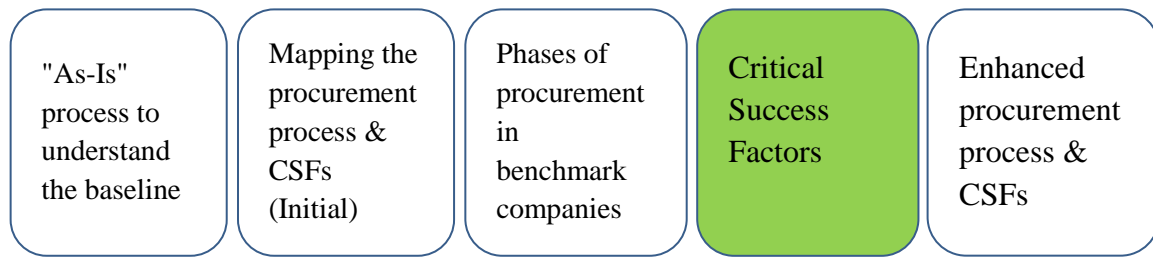 "As-Is"
process to
understand
the baseline
Mapping the
procurement
process &
CSFs
(Initial)
Phases of
procurement
in
benchmark
companies
Critical
Success
Factors
Enhanced
procurement
process &
CSFs